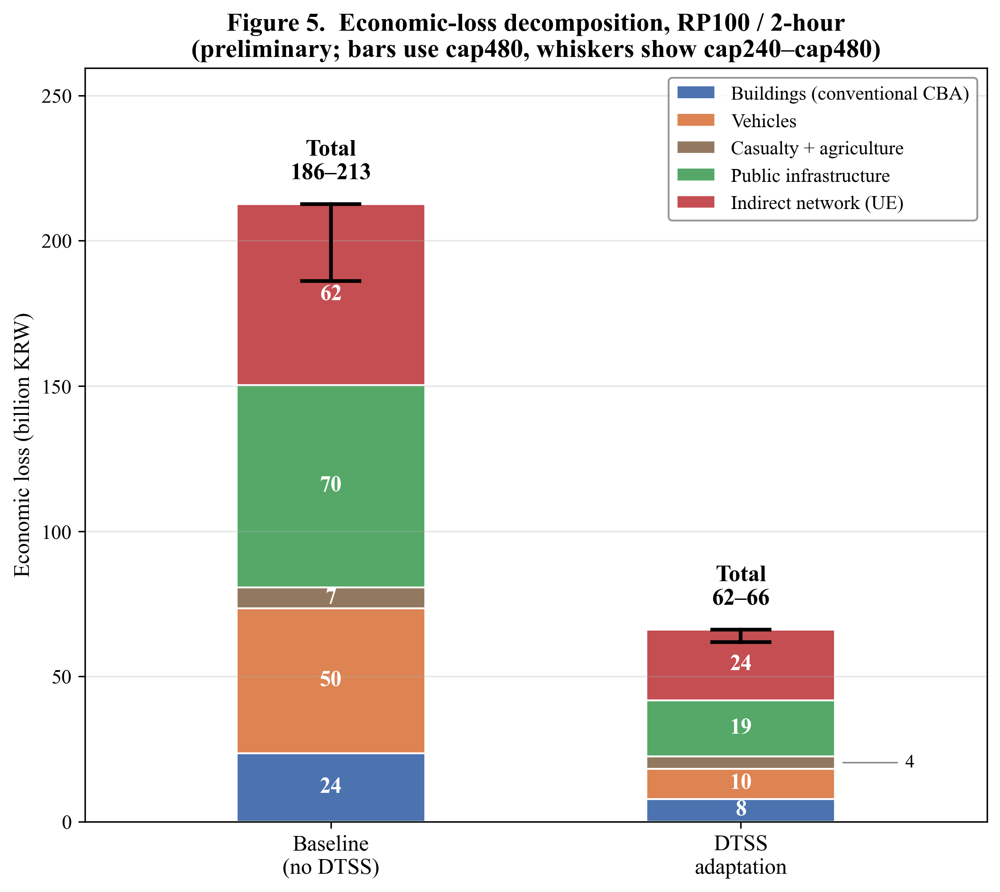 Figure 5.  Economic-loss decomposition, RP100 / 2-hour
(preliminary; bars use cap480, whiskers show cap240–cap480)
Economic loss (billion KRW)
250
200
150
100
50
0
Buildings (conventional CBA)
Vehicles
Casualty + agriculture
Public infrastructure
Indirect network (UE)
Total
186–213
62
70
7
50
24
Total
62–66
24
19
4
10
8
Baseline
(no DTSS)
DTSS
adaptation